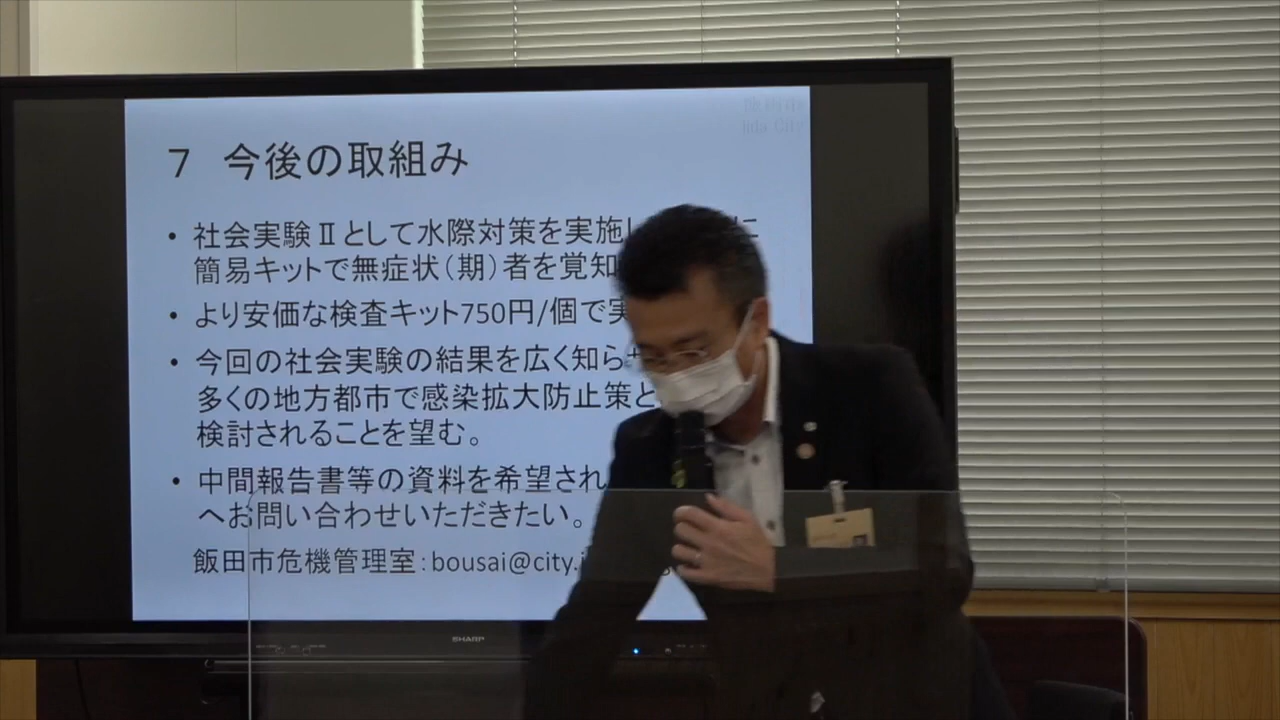 Iida City
7 今後の取組み
• 社会実験Ⅱとして水際対策を実施し
簡易キットで無症状(期)者を覚知
• より安価な検査キット750円/個で実
• 今回の社会実験の結果を広く知らせ
多くの地方都市で感染拡大防止策と
検討されることを望む。
• 中間報告書等の資料を希望され
へお問い合わせいただきたい。
飯田市危機管理室:bousai@city.
SHARP